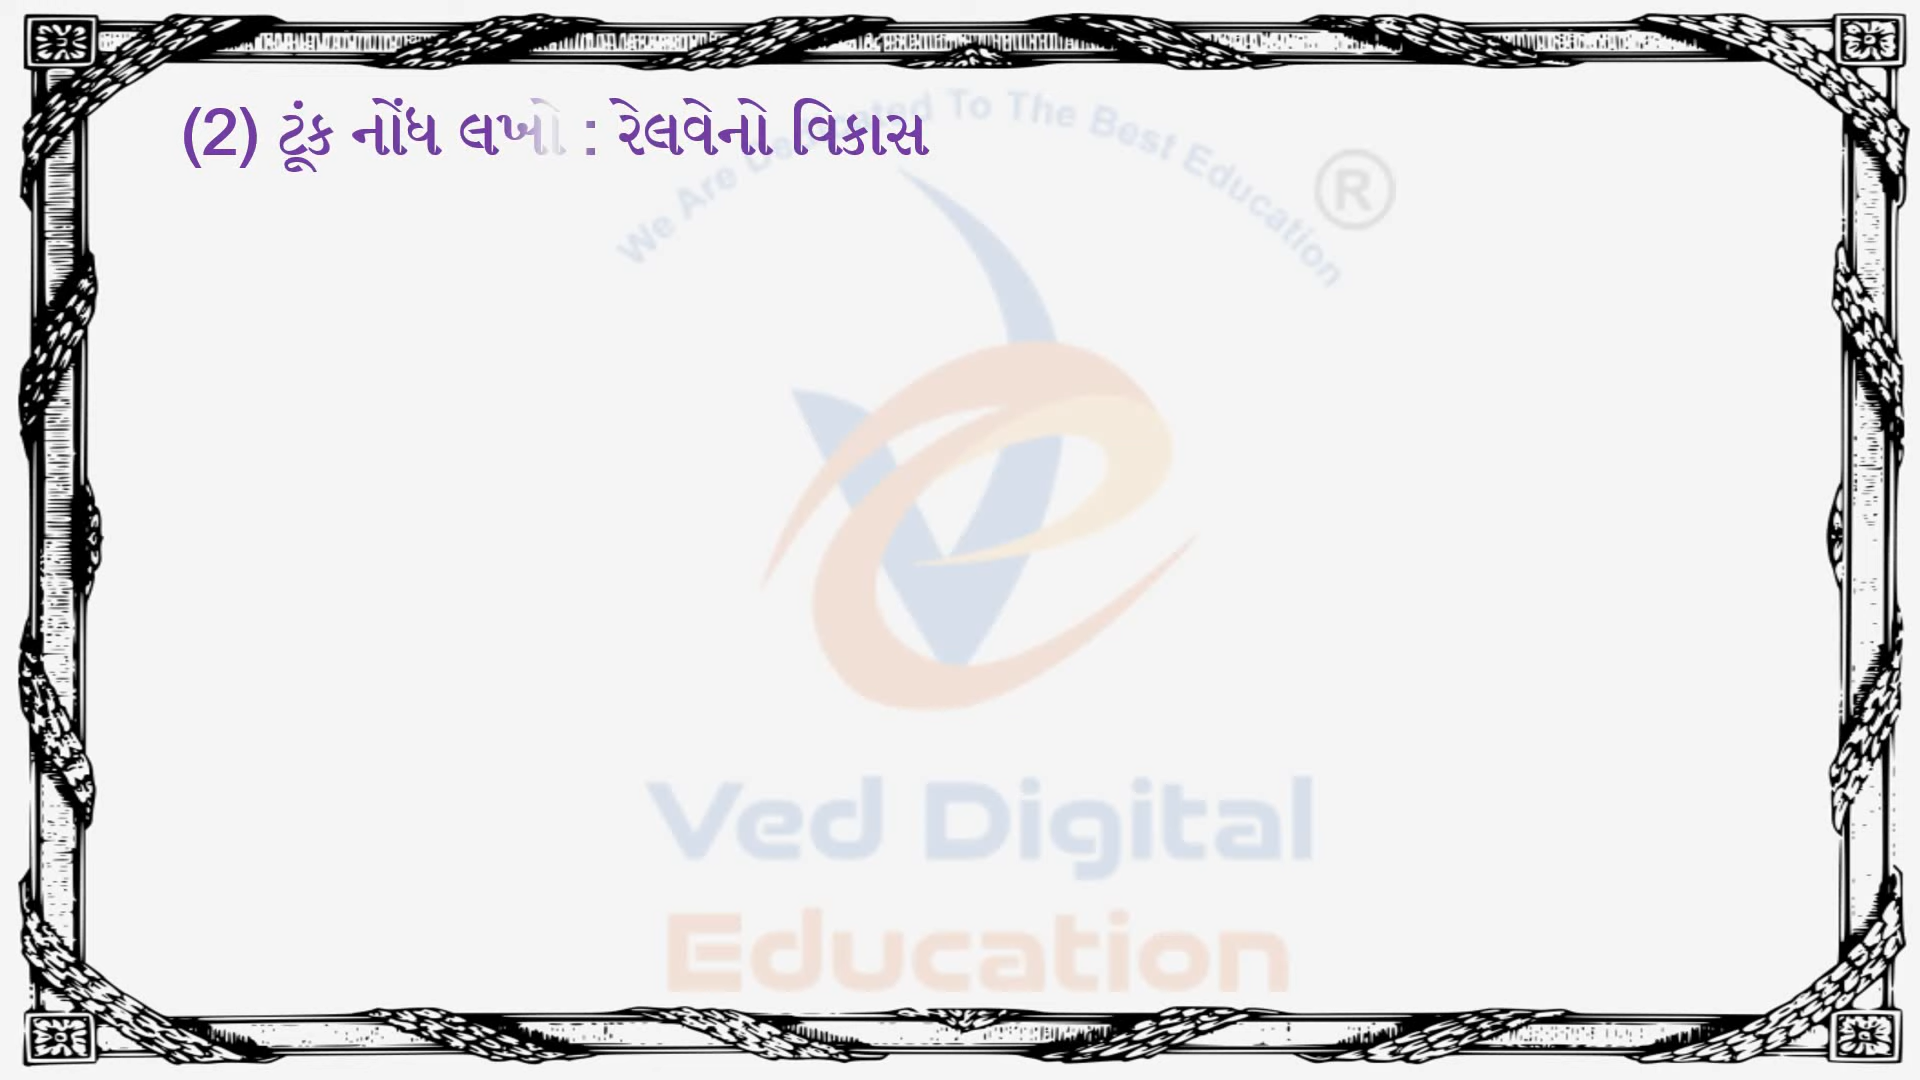 (2) ટૂંક નોંધ લખો : રેલવેનો વિકાસ
We Are Dedicated To The Best Education
®
Ved Digital
Education